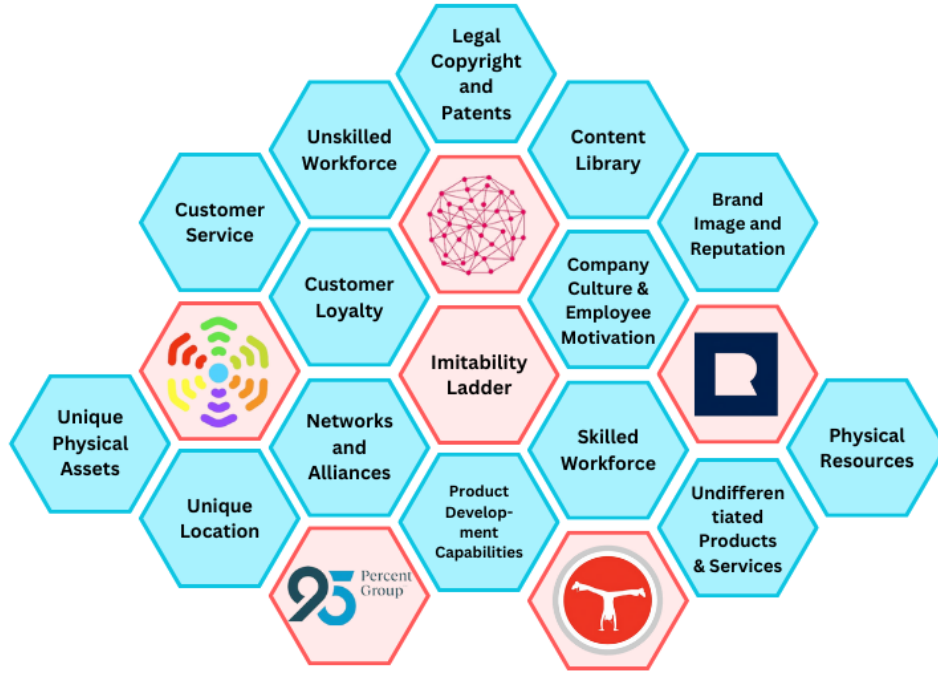 Legal
Copyright
and
Patents
Unskilled
Workforce
Content
Library
Customer
Service
Brand
Image and
Reputation
Customer
Loyalty
Company
Culture &
Employee
Motivation
Imitability
Ladder
R
Unique
Physical
Assets
Networks
and
Alliances
Skilled
Workforce
Physical
Resources
Unique
Location
Product
Develop-
ment
Capabilities
Undifferen
tiated
Products
& Services
95 Percent
Group